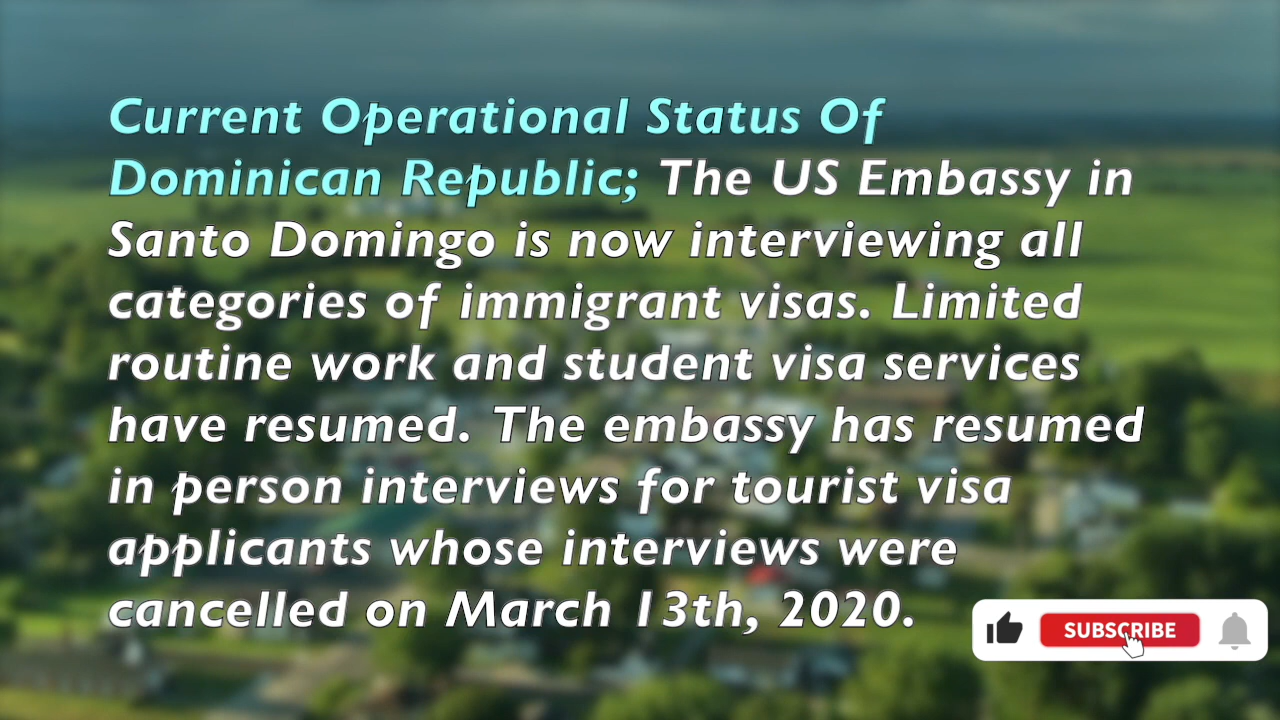 Current Operational Status Of
Dominican Republic; The US Embassy in
Santo Domingo is now interviewing all
categories of immigrant visas. Limited
routine work and student visa services
have resumed. The embassy has resumed
in person interviews for tourist visa
applicants whose interviews were
cancelled on March 13th, 2020.
SUBSCRIBE